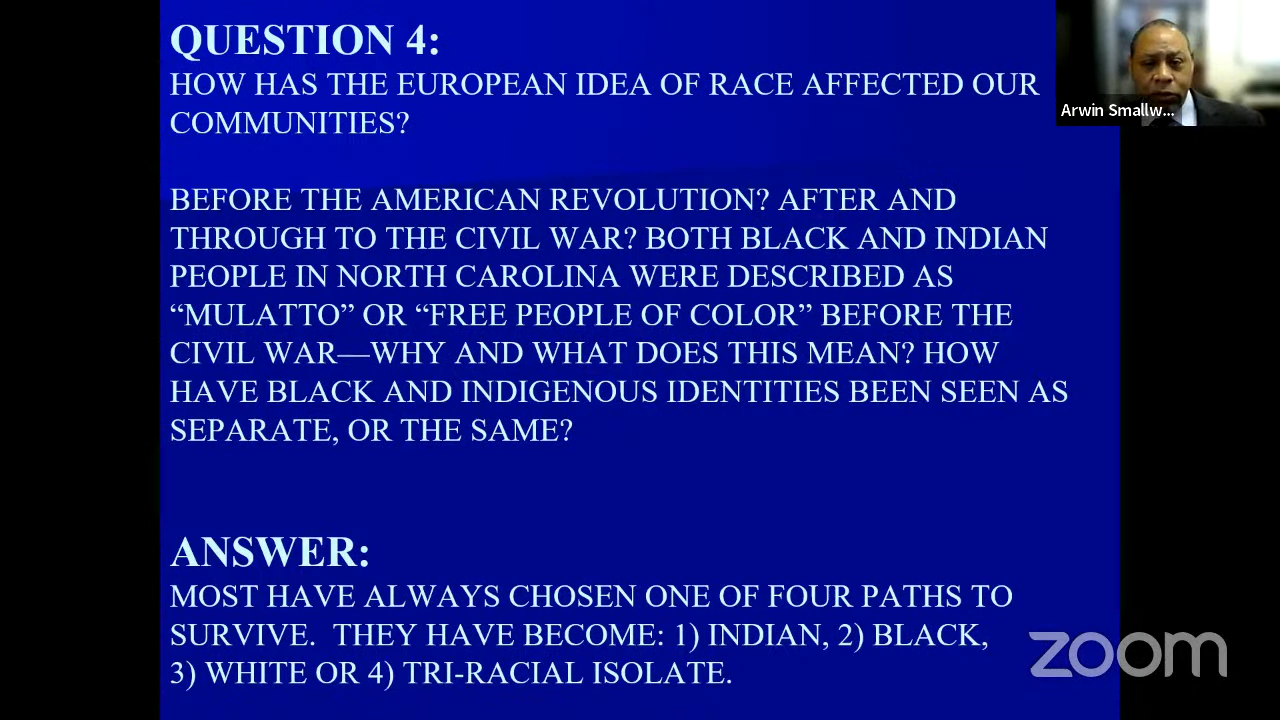 QUESTION 4:
HOW HAS THE EUROPEAN IDEA OF RACE AFFECTED OUR
COMMUNITIES?
BEFORE THE AMERICAN REVOLUTION? AFTER AND
THROUGH TO THE CIVIL WAR? BOTH BLACK AND INDIAN
PEOPLE IN NORTH CAROLINA WERE DESCRIBED AS
“MULATTO” OR “FREE PEOPLE OF COLOR” BEFORE THE
CIVIL WAR—WHY AND WHAT DOES THIS MEAN? HOW
HAVE BLACK AND INDIGENOUS IDENTITIES BEEN SEEN AS
SEPARATE, OR THE SAME?
ANSWER:
MOST HAVE ALWAYS CHOSEN ONE OF FOUR PATHS TO
SURVIVE. THEY HAVE BECOME: 1) INDIAN, 2) BLACK,
3) WHITE OR 4) TRI-RACIAL ISOLATE.
Arwin Smallw...
zoom